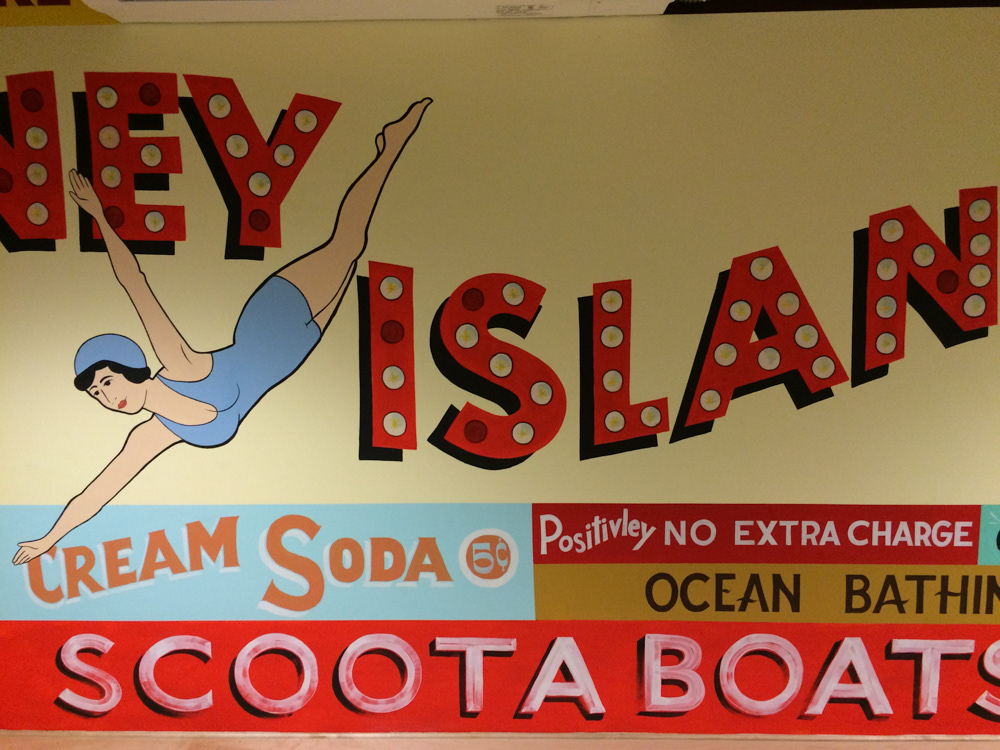 NEY
ISLAN
CREAM SODA 5¢
Positivley NO EXTRA CHARGE
OCEAN BATHIN
SCOOTA BOATS